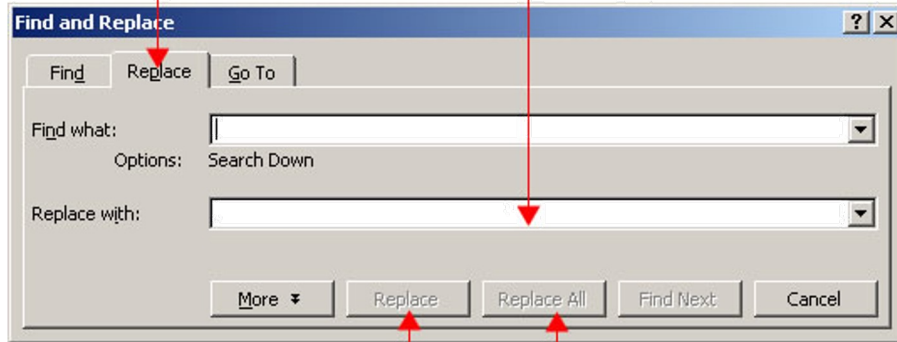 Find and Replace
Find Replace Go To
Find what:
Options: Search Down
Replace with:
More Replace Replace All Find Next Cancel